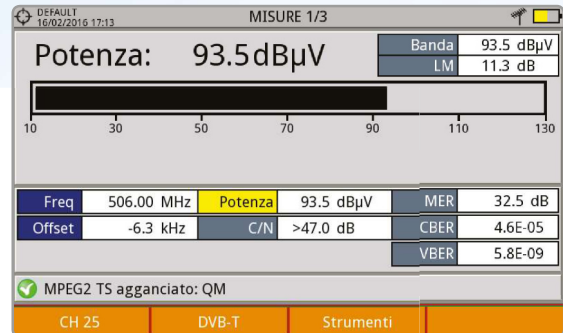 DEFAULT
16/02/2016 17:13
MISURE 1/3
Potenza: 93.5dBµV
Banda 93.5 dBµV
LM 11.3 dB
10 30 50 70 90 110 130
Freq 506.00 MHz Potenza 93.5 dBµV MER 32.5 dB
Offset -6.3 kHz C/N >47.0 dB CBER 4.6E-05
VBER 5.8E-09
MPEG2 TS agganciato: QM
CH 25 DVB-T Strumenti